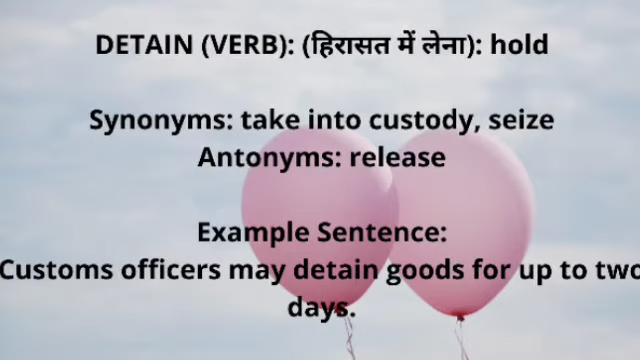 DETAIN (VERB): (हिरासत में लेना): hold
Synonyms: take into custody, seize
Antonyms: release
Example Sentence:
Customs officers may detain goods for up to two
days.